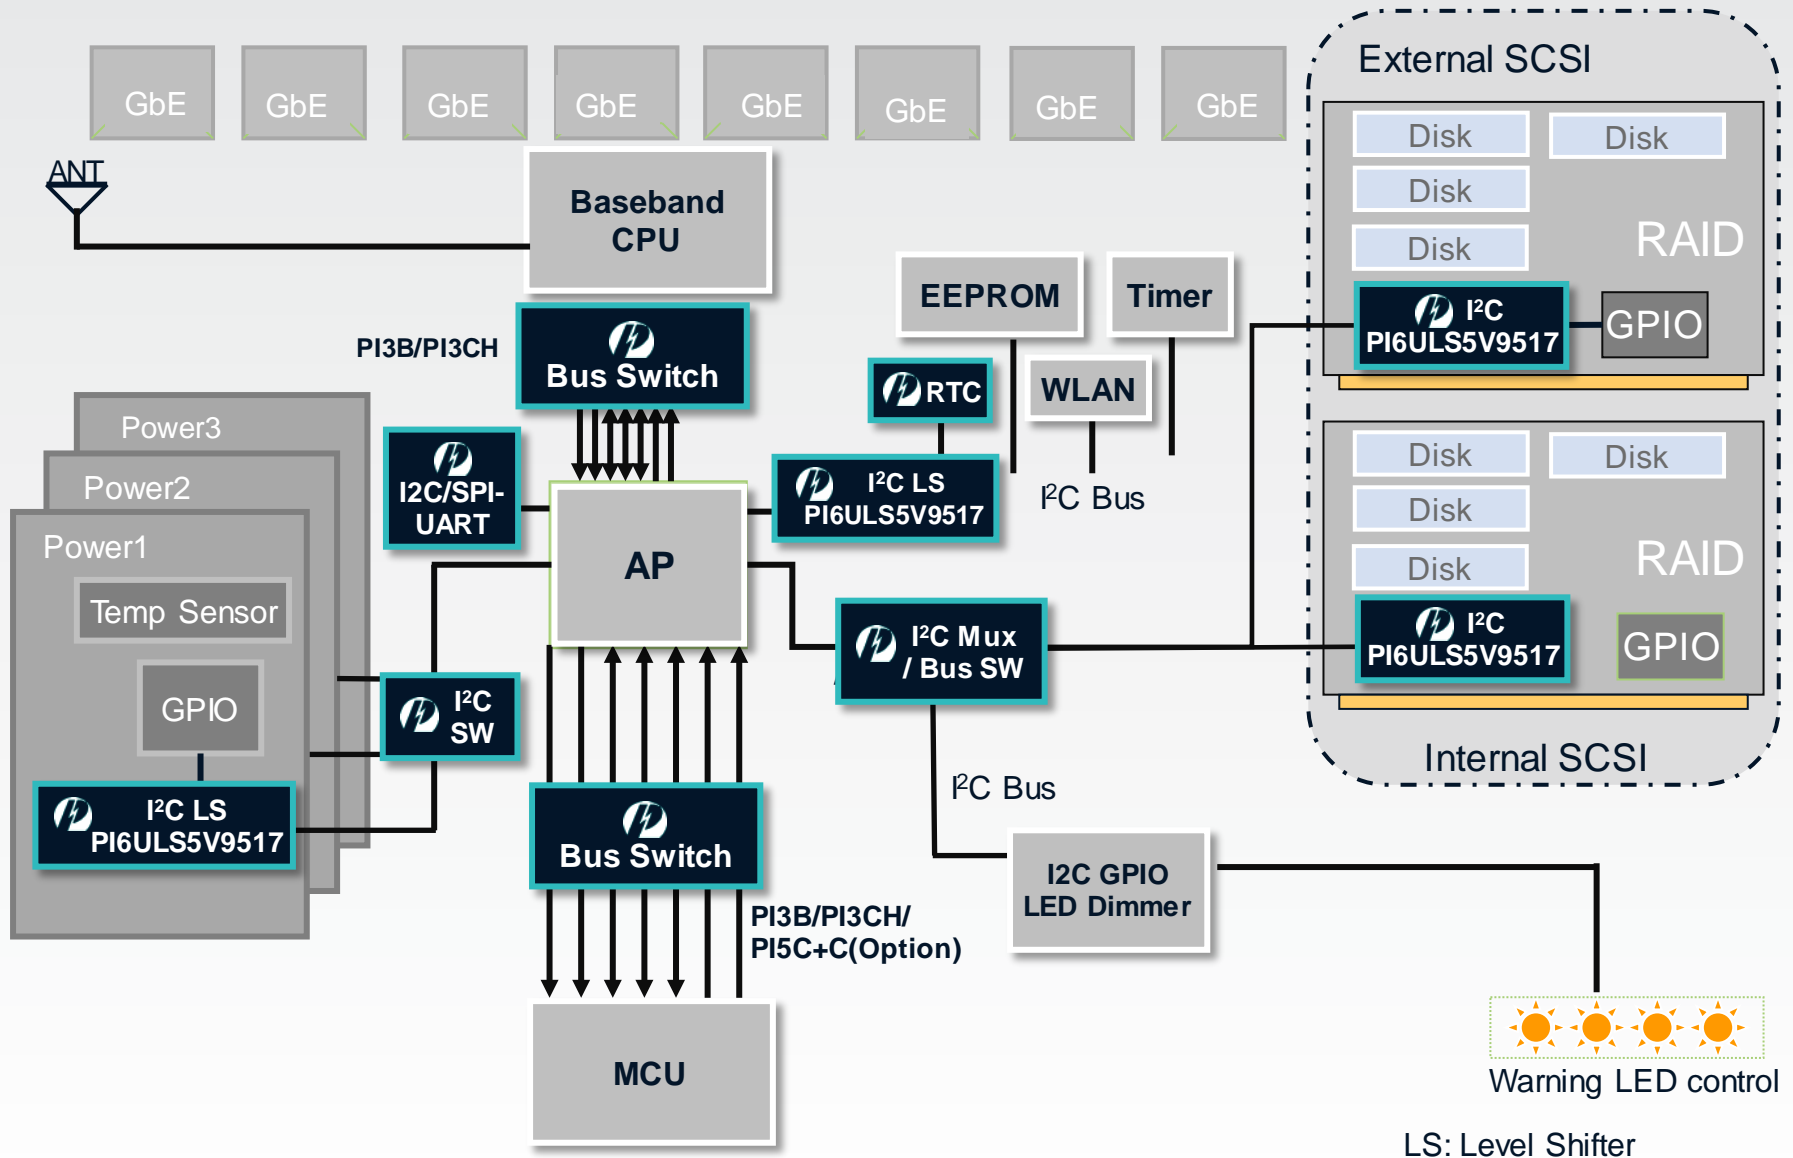 GbE
GbE
GbE
GbE
GbE
GbE
GbE
GbE
ANT
Baseband
CPU
PI3B/PI3CH
Bus Switch
EEPROM
Timer
RTC
WLAN
I²C LS
PI6ULS5V9517
I²C Bus
External SCSI
Disk
Disk
Disk
Disk
RAID
I²C
PI6ULS5V9517
GPIO
Disk
Disk
Disk
Disk
RAID
I²C
PI6ULS5V9517
GPIO
Internal SCSI
Power3
Power2
Power1
Temp Sensor
GPIO
I²C LS
PI6ULS5V9517
I2C/SPI-
UART
AP
I²C
SW
I²C Mux
/ Bus SW
I²C Bus
Bus Switch
PI3B/PI3CH/
PI5C+C(Option)
I2C GPIO
LED Dimmer
MCU
Warning LED control
LS: Level Shifter